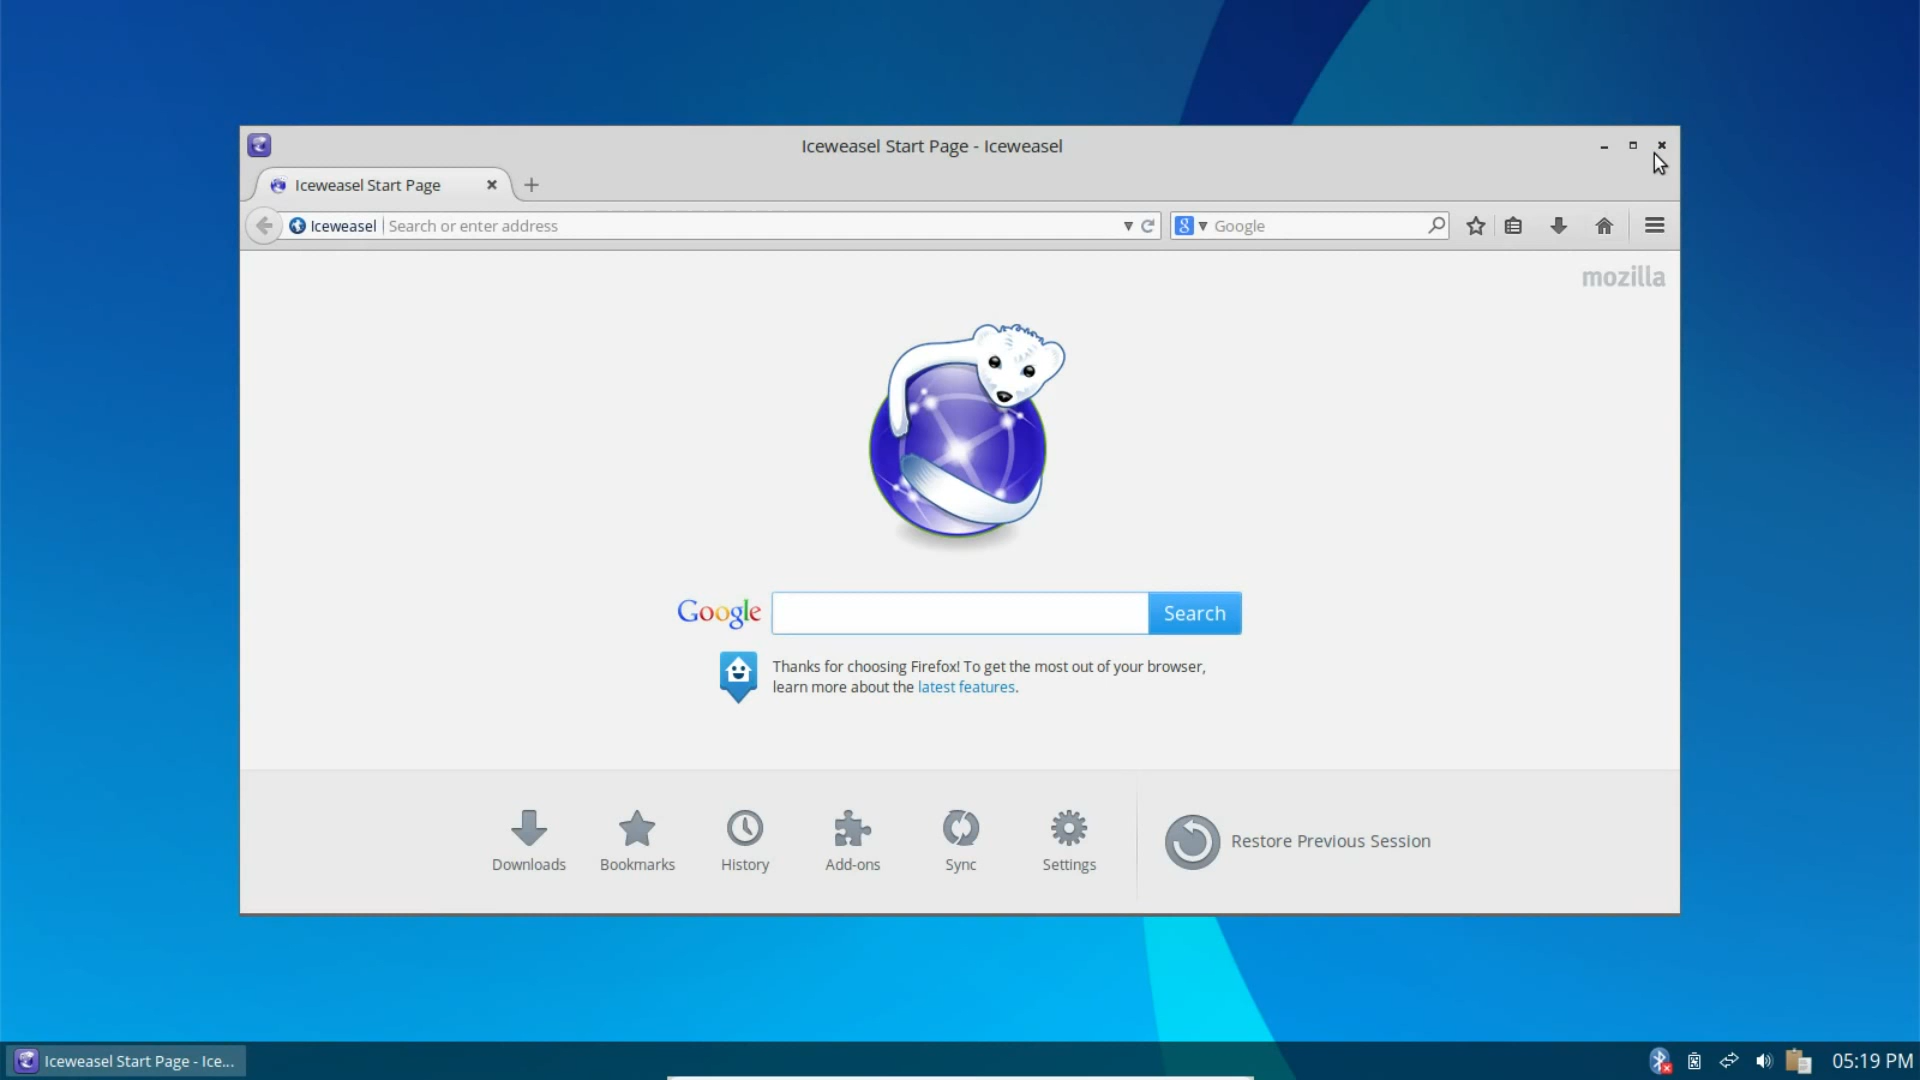 Iceweasel Start Page - Iceweasel
Iceweasel Start Page
Iceweasel Search or enter address
8 Google
mozilla
Google Search
Thanks for choosing Firefox! To get the most out of your browser,
learn more about the latest features.
Downloads Bookmarks History Add-ons Sync Settings Restore Previous Session
Iceweasel Start Page - Ice... 05:19 PM